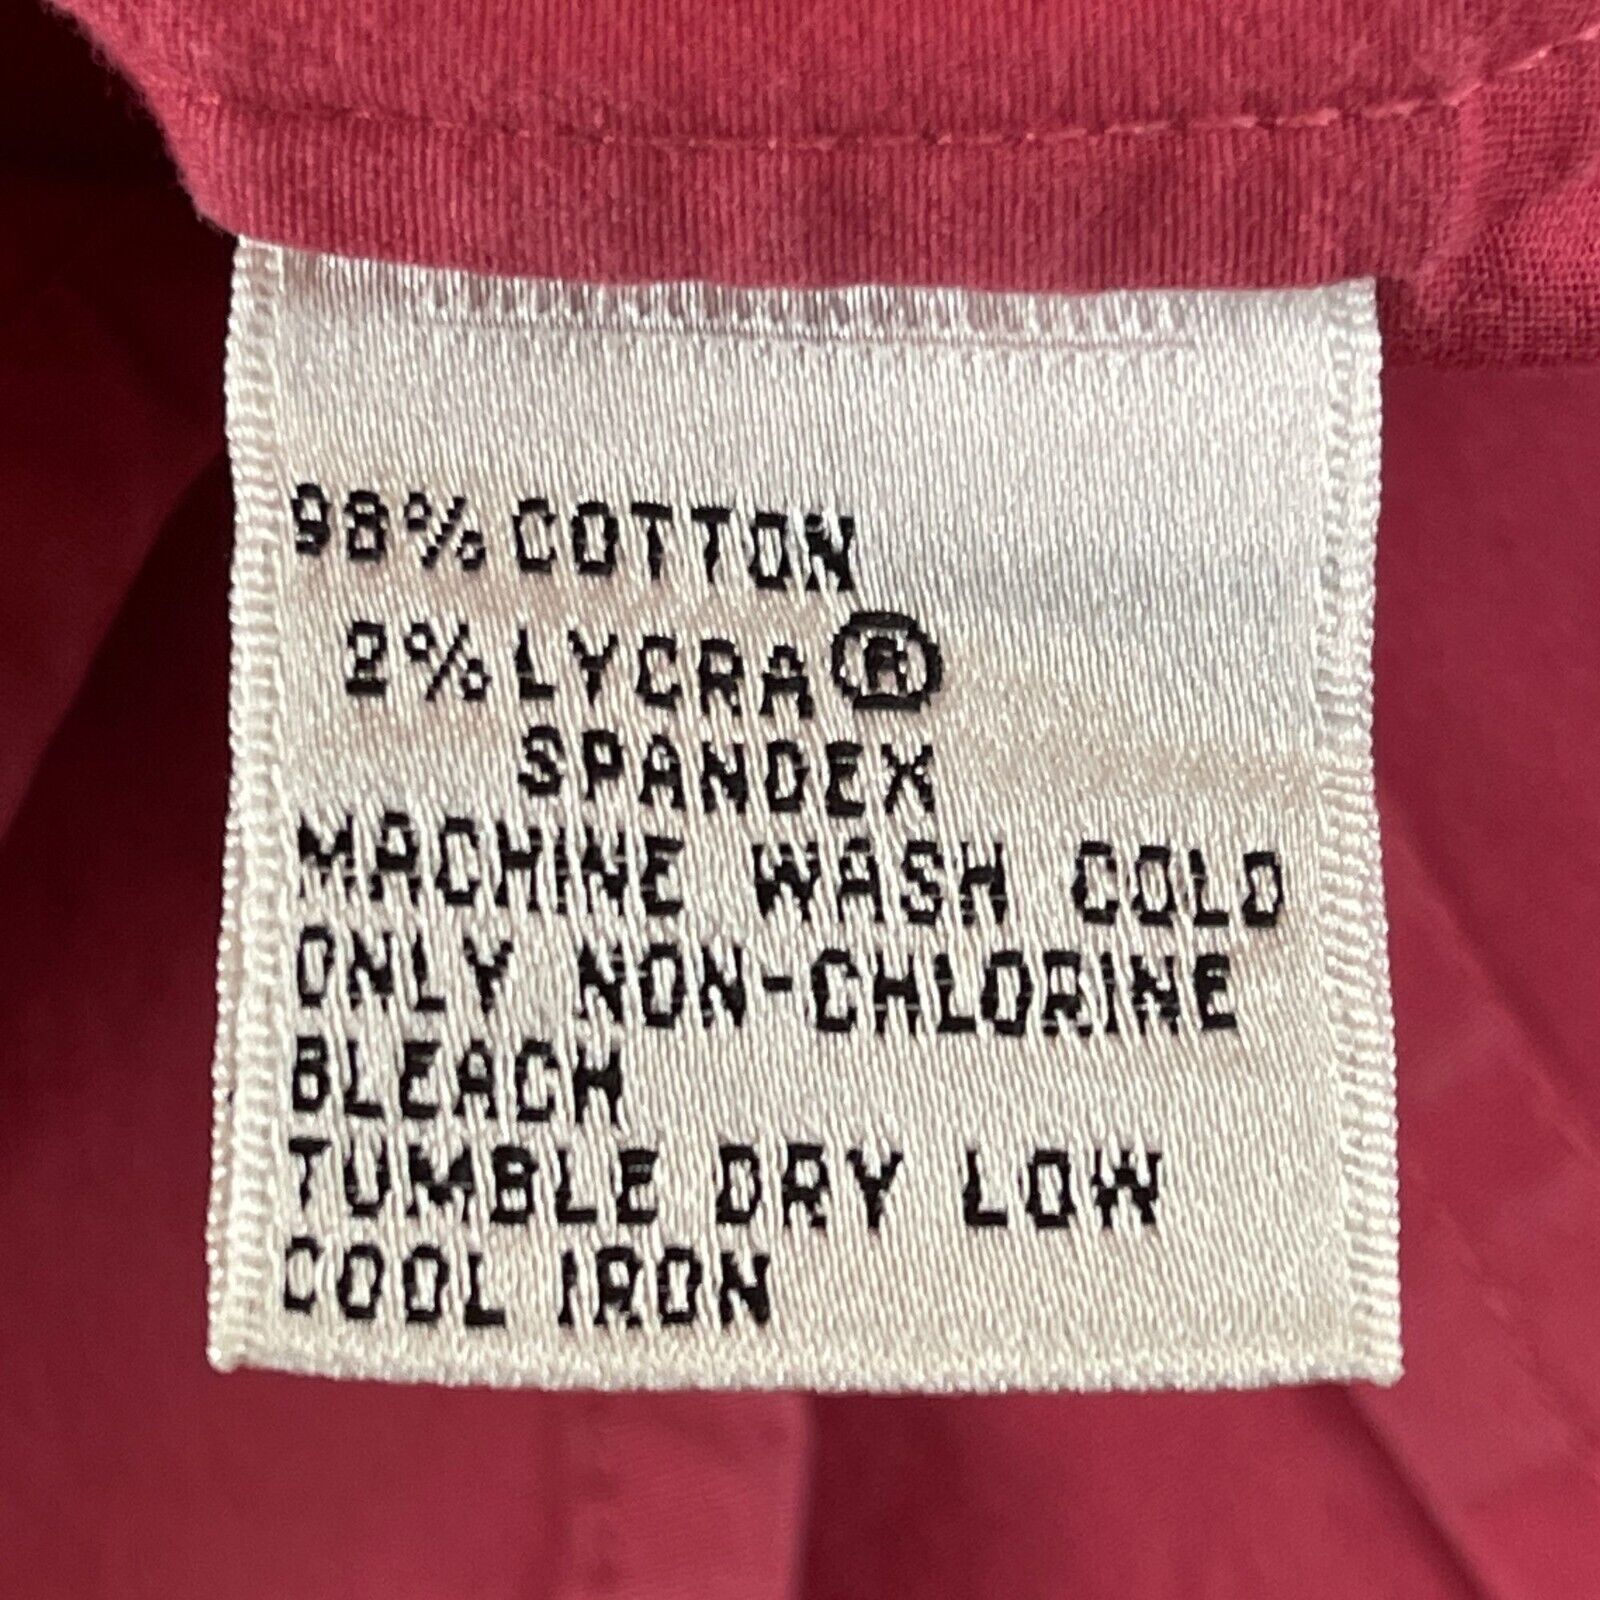 98% COTTON
2% LYCRA®
SPANDEX
MACHINE WASH COLD
ONLY NON-CHLORINE
BLEACH
TUMBLE DRY LOW
COOL IRON